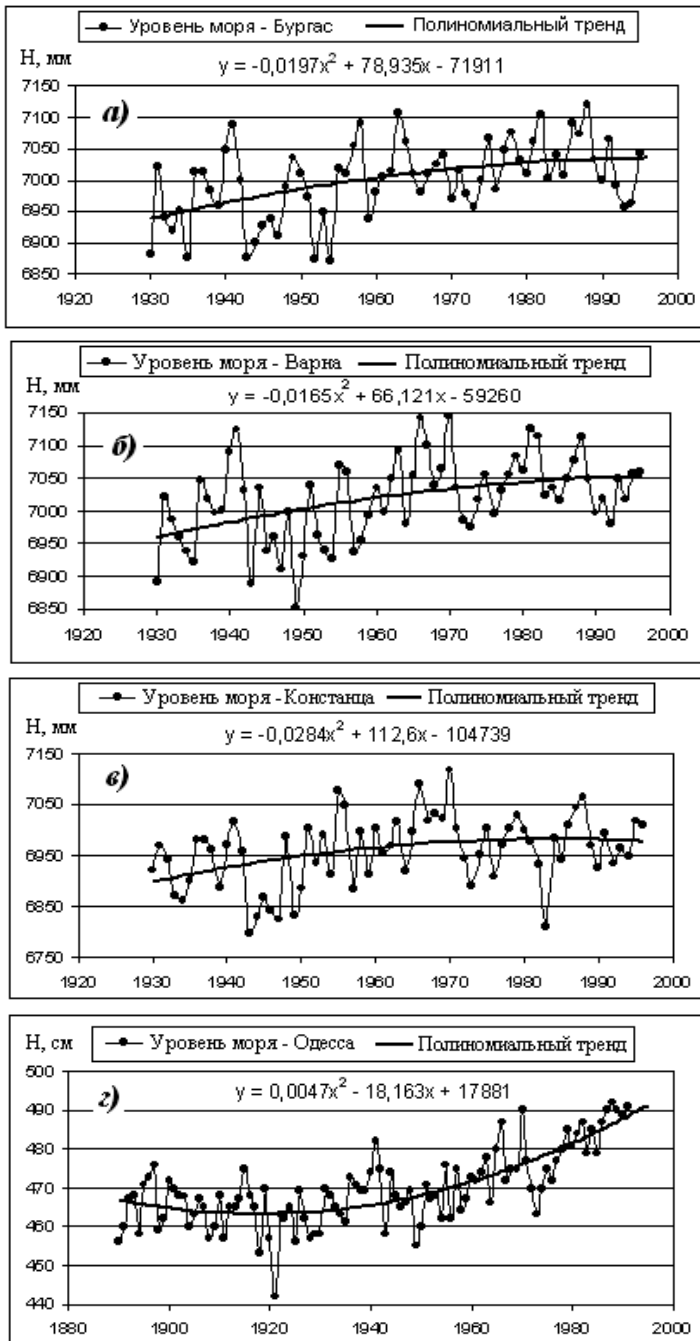 Уровень моря - Бургас Полиномиальный тренд
Н, мм
y = -0,0197x² + 78,935x - 71911
а)
7150
7100
7050
7000
6950
6900
6850
1920 1930 1940 1950 1960 1970 1980 1990 2000
Уровень моря - Варна Полиномиальный тренд
Н, мм
y = -0,0165x² + 66,121x - 59260
б)
7150
7100
7050
7000
6950
6900
6850
1920 1930 1940 1950 1960 1970 1980 1990 2000
Уровень моря - Констанца Полиномиальный тренд
Н, мм
y = -0,0284x² + 112,6x - 104739
в)
7150
7050
6950
6850
6750
1920 1930 1940 1950 1960 1970 1980 1990 2000
Уровень моря - Одесса Полиномиальный тренд
Н, см
y = 0,0047x² - 18,163x + 17881
г)
500
490
480
470
460
450
440
1880 1900 1920 1940 1960 1980 2000